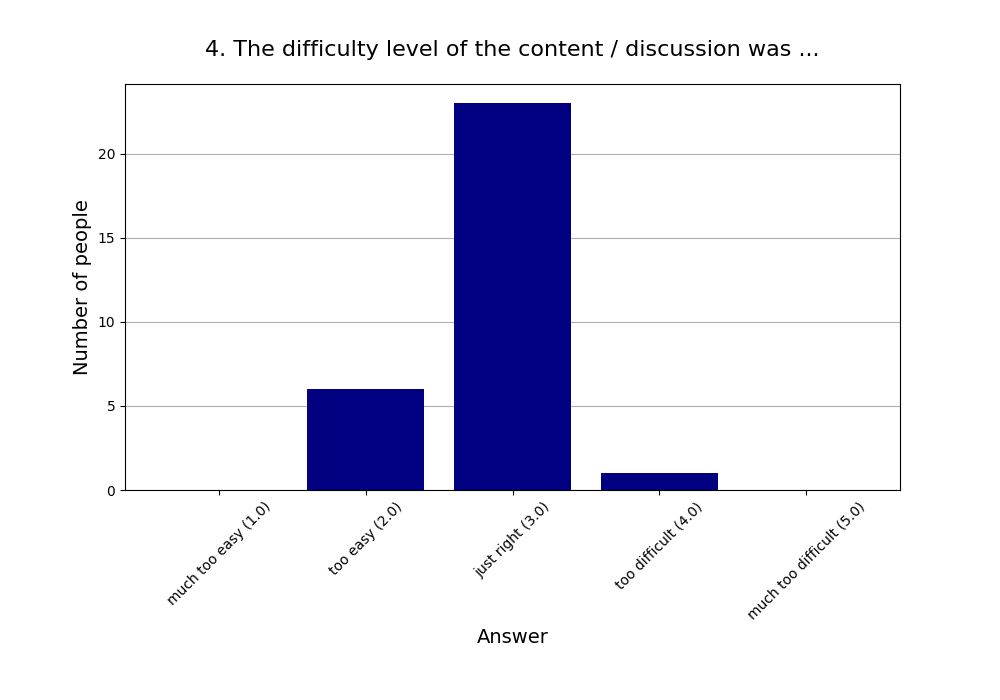 4. The difficulty level of the content / discussion was ...
Number of people
20
15
10
5
0
much too easy (1.0)
too easy (2.0)
just right (3.0)
too difficult (4.0)
much too difficult (5.0)
Answer